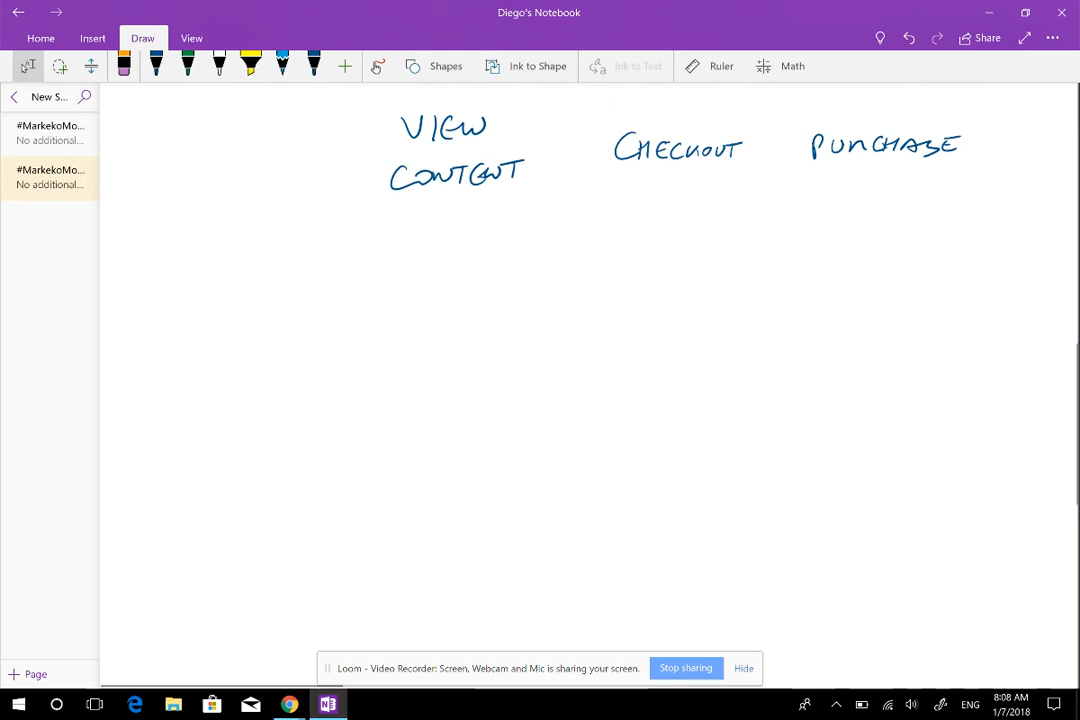 Diego's Notebook
Home
Insert
Draw
View
Share
Shapes
Ink to Shape
Ink to Text
Ruler
Math
New S...
#MarkekoMo...
No additional...
#MarkekoMo...
No additional...
VIEW
CONTENT
CHECKOUT
PURCHASE
Loom - Video Recorder: Screen, Webcam and Mic is sharing your screen.
Stop sharing
Hide
Page
ENG
8:08 AM
1/7/2018